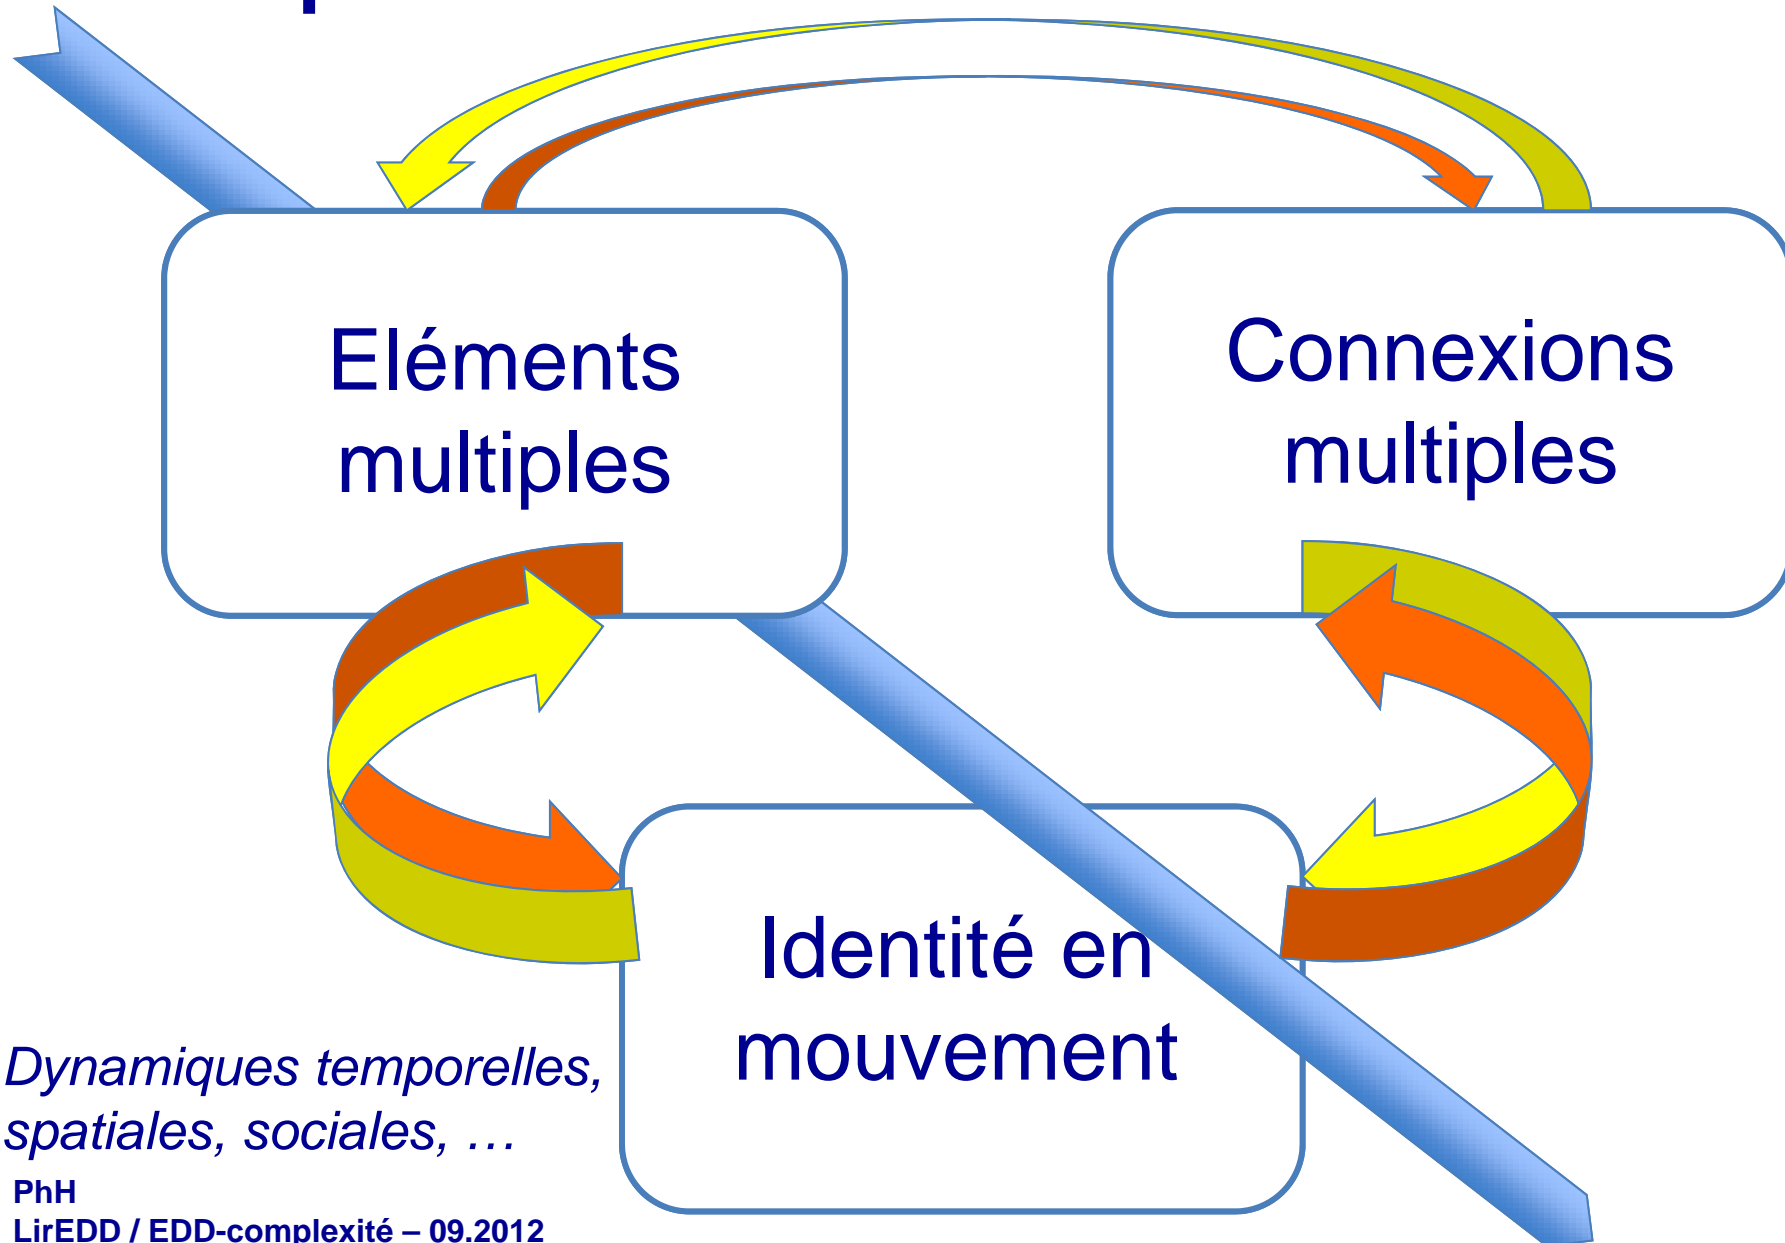 Eléments
multiples
Connexions
multiples
Identité en
mouvement
Dynamiques temporelles,
spatiales, sociales, …
PhH
LirEDD / EDD-complexité – 09.2012